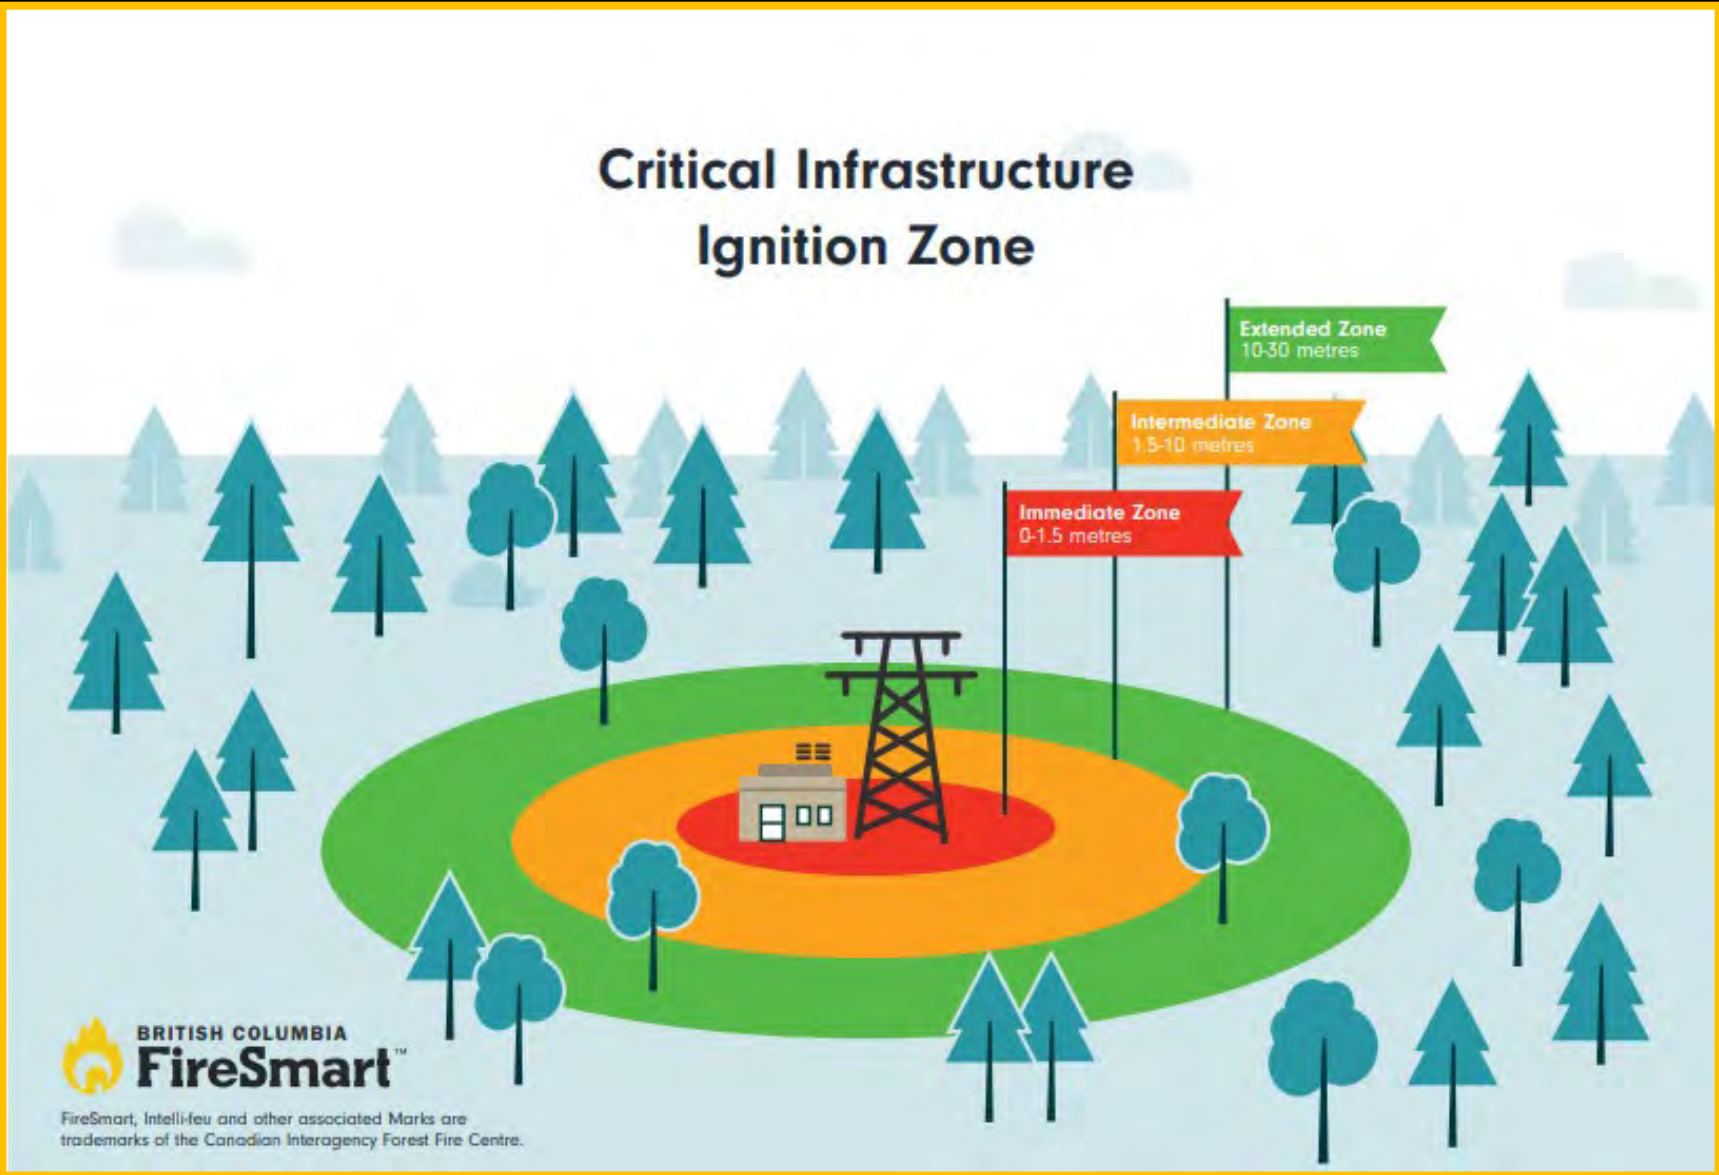 Critical Infrastructure
Ignition Zone
Extended Zone
10-30 metres
Intermediate Zone
1.5-10 metres
Immediate Zone
0-1.5 metres
BRITISH COLUMBIA
FireSmart™
FireSmart, Intelli-feu and other associated Marks are
trademarks of the Canadian Interagency Forest Fire Centre.